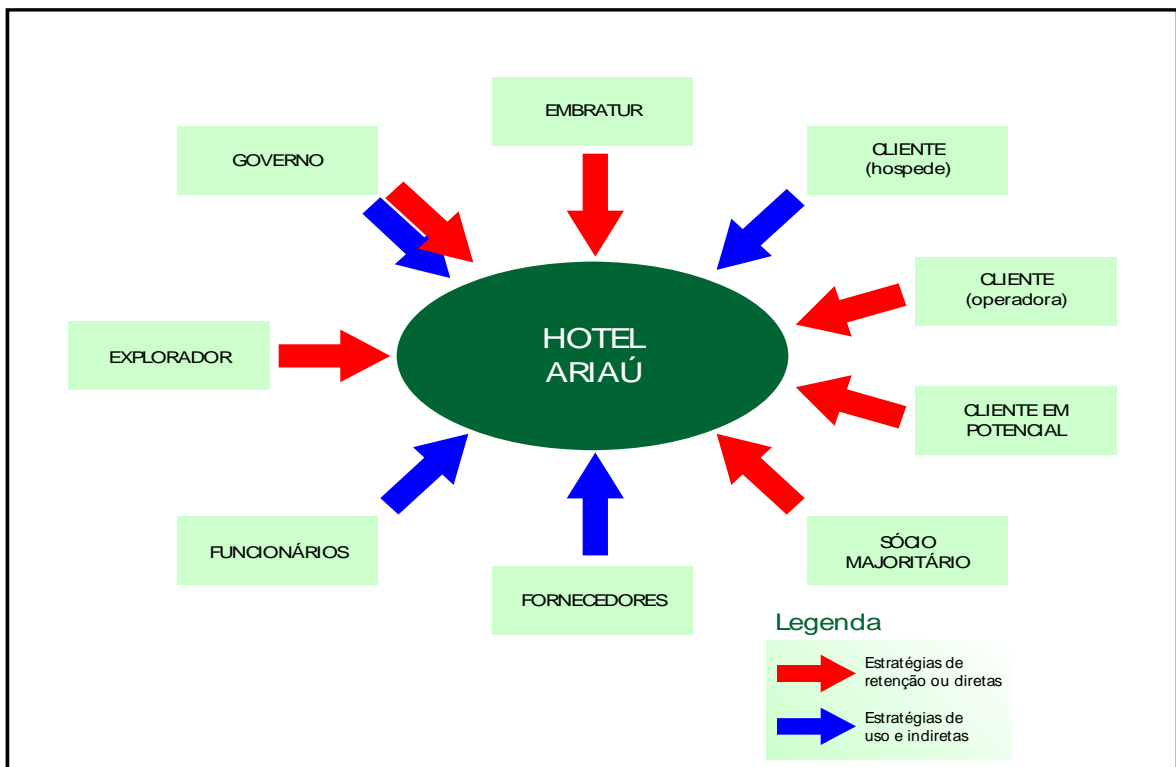 EMBRATUR
GOVERNO
CLIENTE
(hospede)
CLIENTE
(operadora)
EXPLORADOR
HOTEL
ARIAÚ
CLIENTE EM
POTENCIAL
FUNCIONÁRIOS
FORNECEDORES
SÓCIO
MAJORITÁRIO
Legenda
Estratégias de
retenção ou diretas
Estratégias de
uso e indiretas